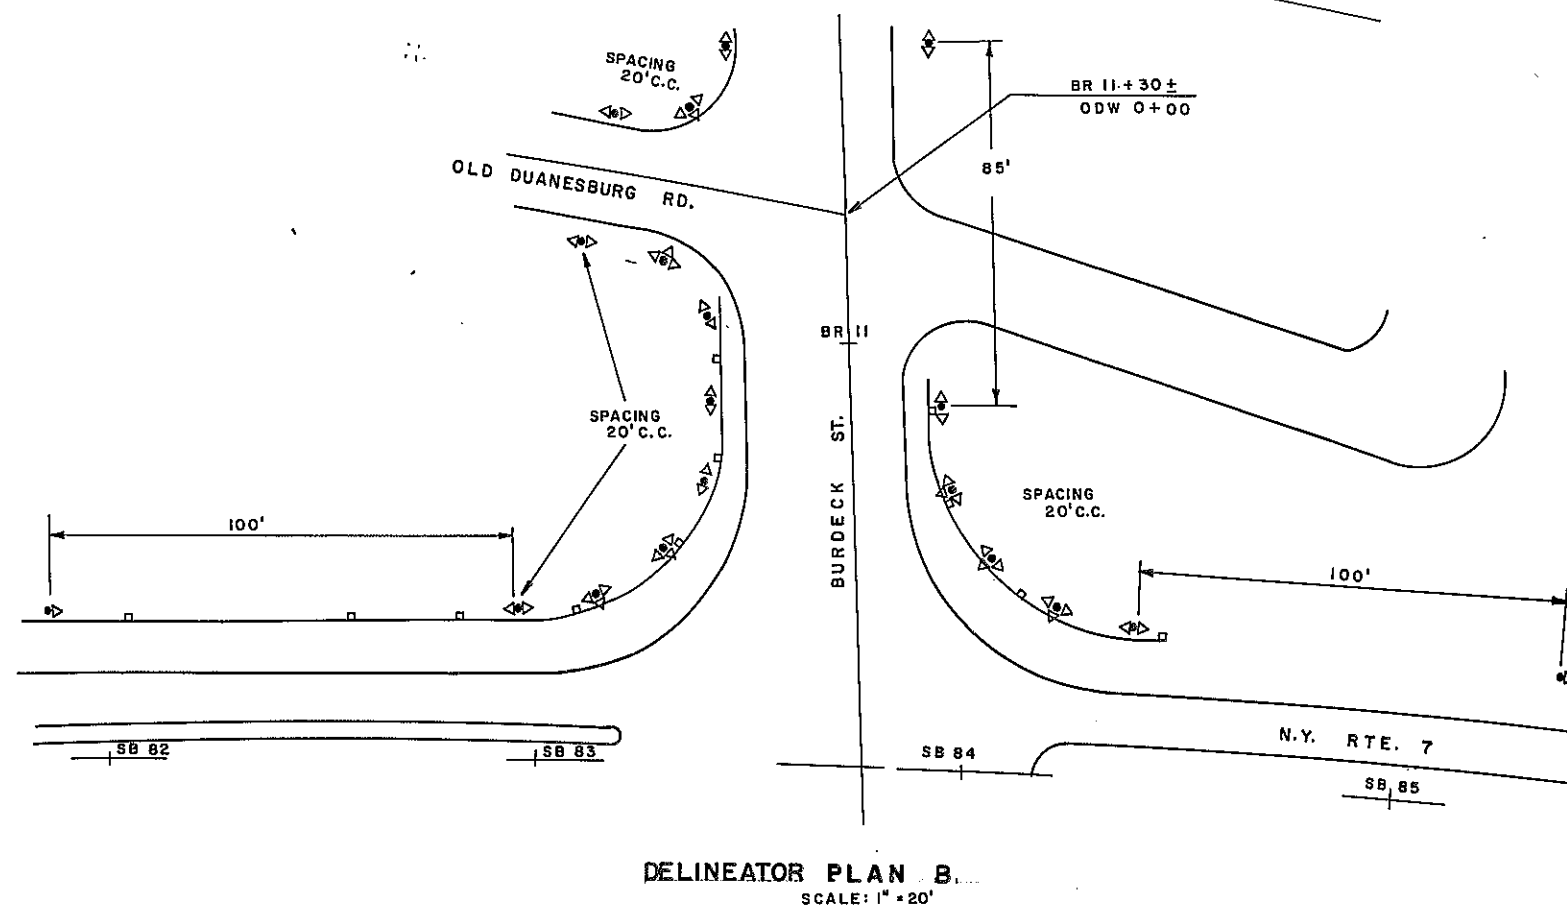 SPACING
20'C.C.
BR 11+30±
ODW 0+00
85'
OLD DUANESBURG RD.
BR 11
SPACING
20'C.C.
BURDECK ST.
SPACING
20'C.C.
100'
100'
N.Y. RTE. 7
SB 82
SB 83
SB 84
SB 85
DELINEATOR PLAN B.
SCALE: 1" = 20'